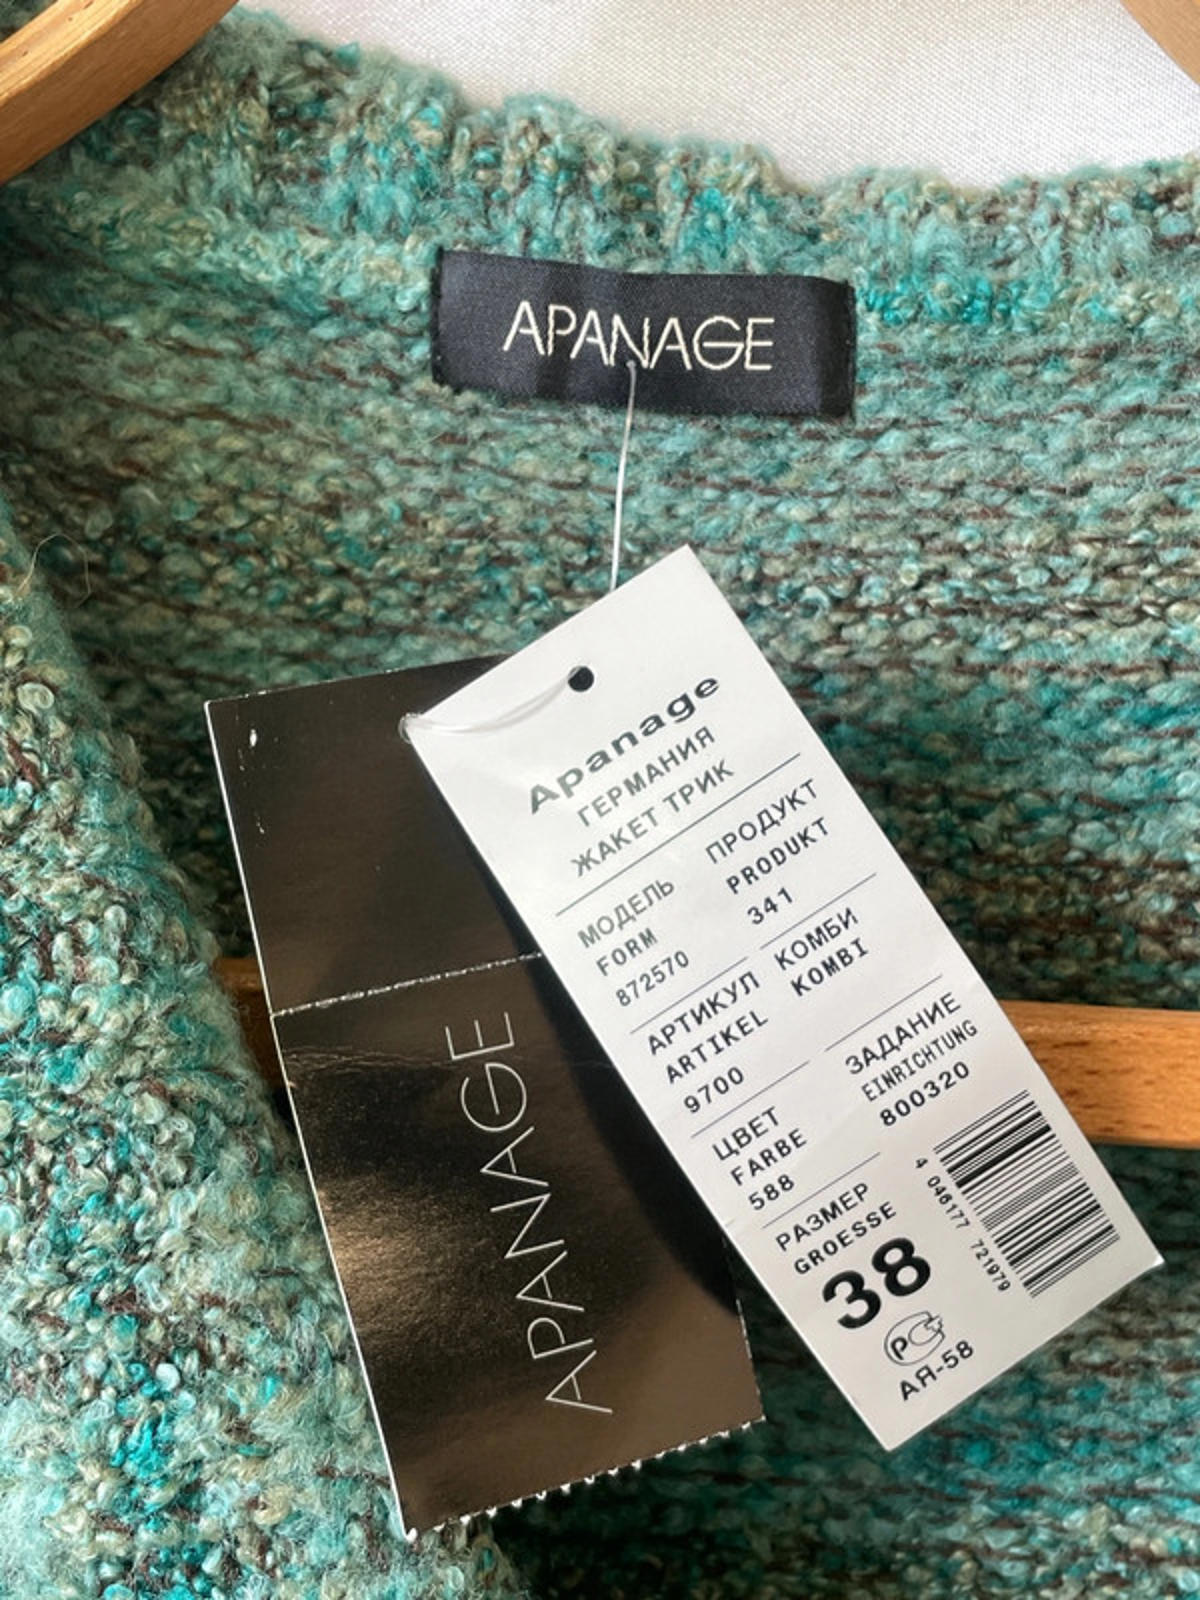 APANAGE
Apanage
ГЕРМАНИЯ
ЖАКЕТ ТРИК
МОДЕЛЬ
FORM
872570
ПРОДУКТ
PRODUKT
341
АРТИКУЛ
ARTIKEL
9700
КОМБИ
KOMBI
ЦВЕТ
FARBE
588
ЗАДАНИЕ
EINRICHTUNG
800320
РАЗМЕР
GROESSE
38
4 046177 721979
РС
АЯ-58
APANAGE